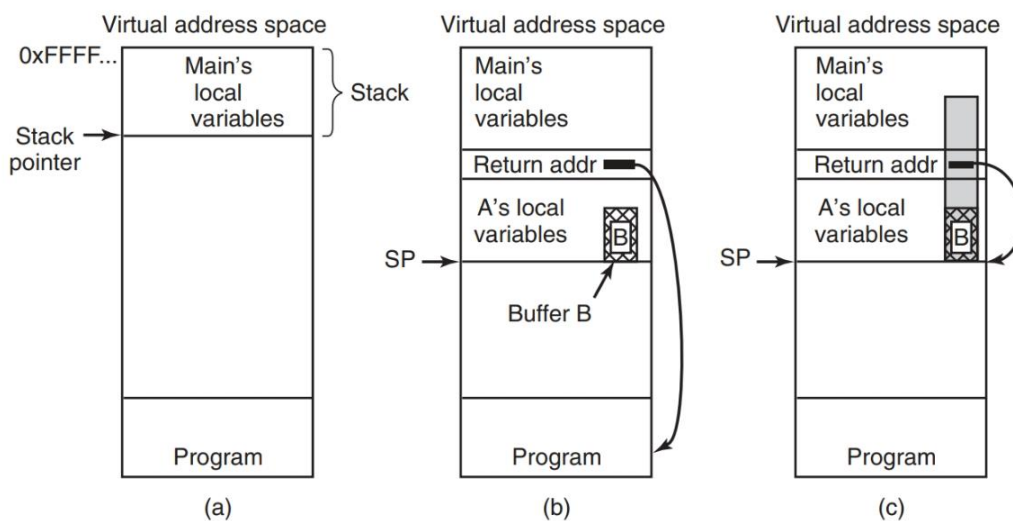 Virtual address space
0xFFFF...
Main's
local
variables
Stack
Stack
pointer
Program
(a)
Virtual address space
Main's
local
variables
Return addr
A's local
variables
B
SP
Buffer B
Program
(b)
Virtual address space
Main's
local
variables
Return addr
A's local
variables
B
SP
Program
(c)